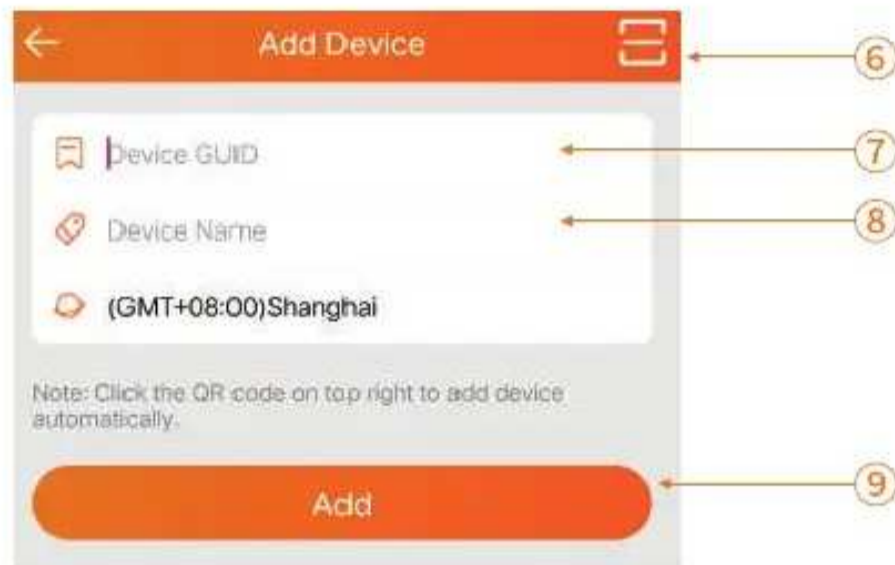 Add Device
⑥
Device GUID
⑦
Device Name
⑧
(GMT+08:00)Shanghai
Note: Click the QR code on top right to add device
automatically.
Add
⑨